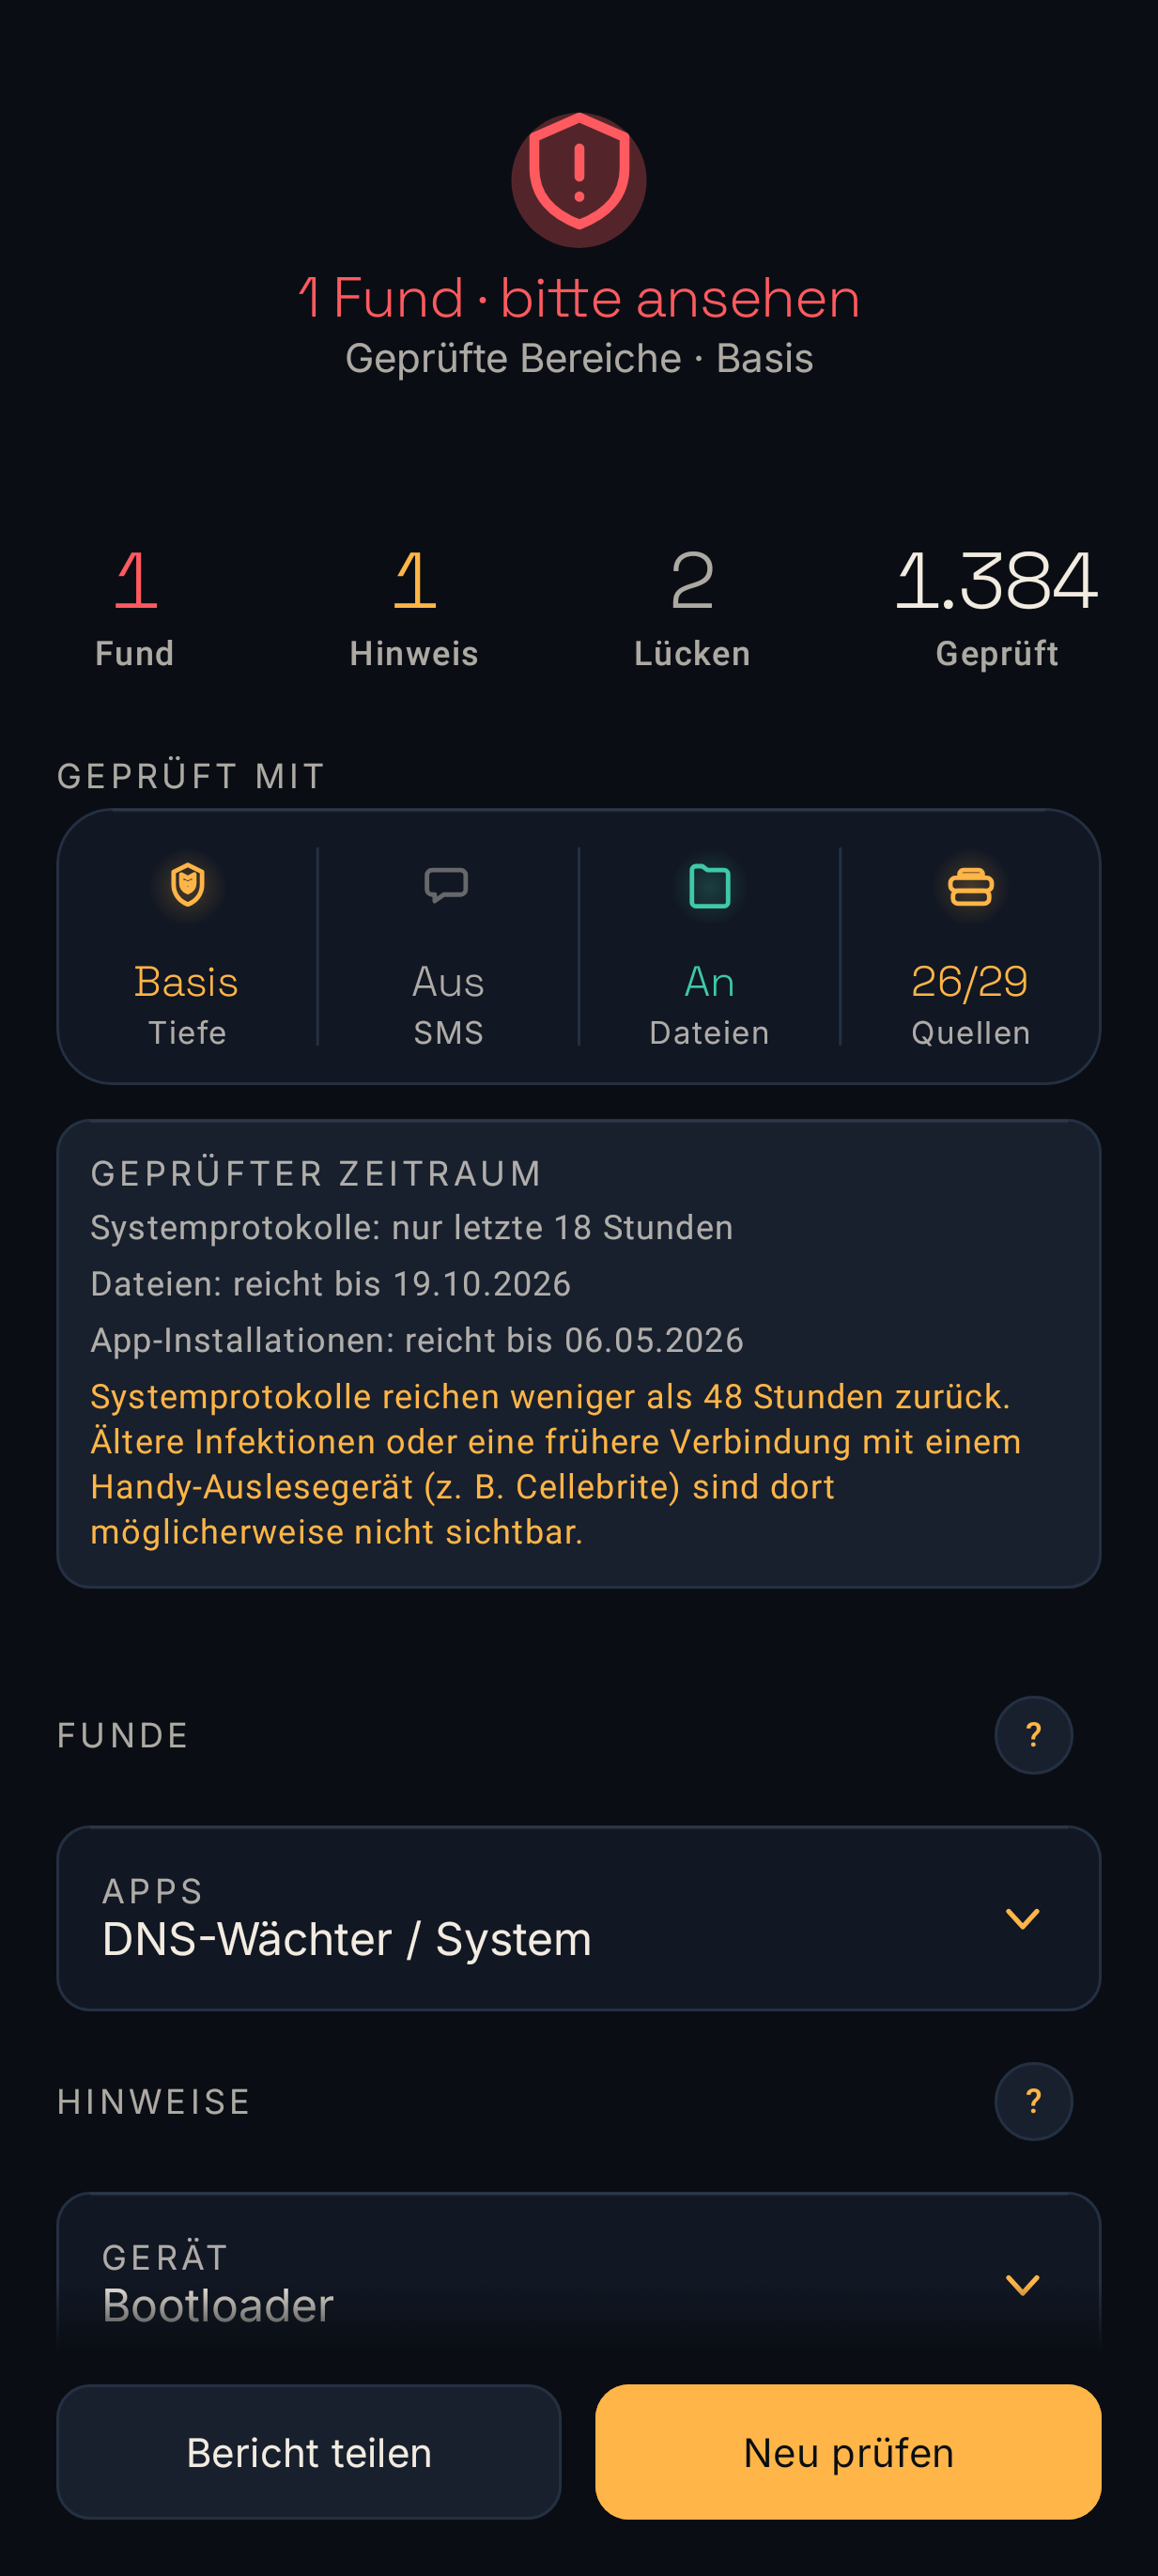 1 Fund · bitte ansehen
Geprüfte Bereiche · Basis
1
Fund
1
Hinweis
2
Lücken
1.384
Geprüft
GEPRÜFT MIT
Basis
Tiefe
Aus
SMS
An
Dateien
26/29
Quellen
GEPRÜFTER ZEITRAUM
Systemprotokolle: nur letzte 18 Stunden
Dateien: reicht bis 19.10.2026
App-Installationen: reicht bis 06.05.2026
Systemprotokolle reichen weniger als 48 Stunden zurück.
Ältere Infektionen oder eine frühere Verbindung mit einem
Handy-Auslesegerät (z. B. Cellebrite) sind dort
möglicherweise nicht sichtbar.
FUNDE
?
APPS
DNS-Wächter / System
HINWEISE
?
GERÄT
Bootloader
Bericht teilen
Neu prüfen